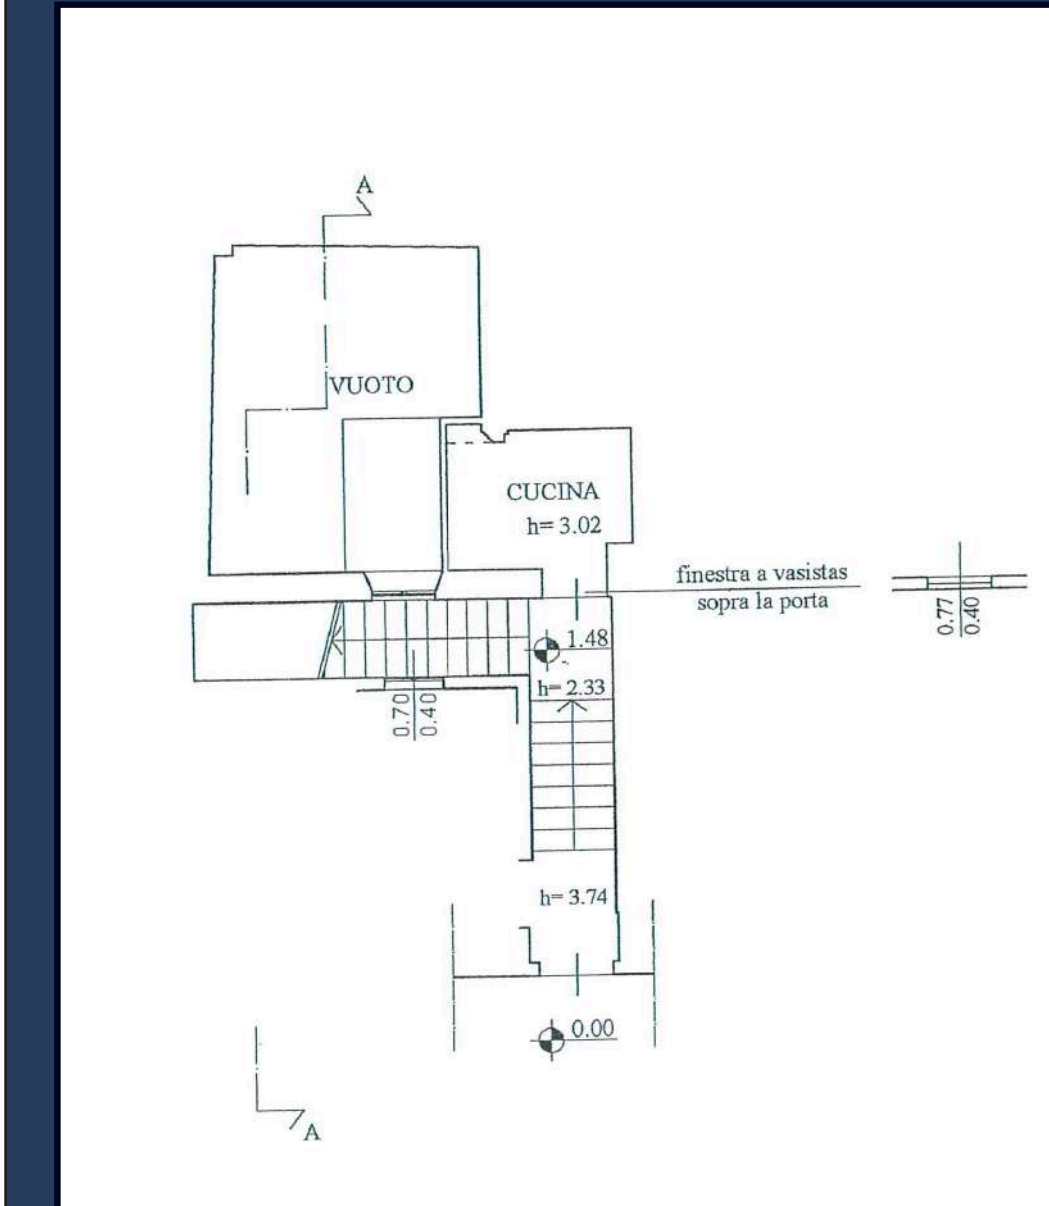 A
VUOTO
CUCINA
h= 3.02
finestra a vasistas
sopra la porta
0.77
0.40
1.48
h= 2.33
0.70
0.40
h= 3.74
0.00
A